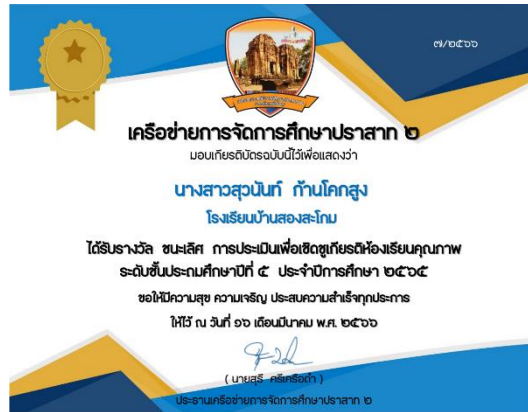 ๗/๒๕๖๖
เครือข่ายการจัดการศึกษาปราสาท ๒
มอบเกียรติบัตรฉบับนี้ไว้เพื่อแสดงว่า
นางสาวสุวนันท์ ก้านโคกสูง
โรงเรียนบ้านสองสะโกม
ได้รับรางวัล ชนะเลิศ การประเมินเพื่อเชิดชูเกียรติห้องเรียนคุณภาพ
ระดับชั้นประถมศึกษาปีที่ ๕ ประจำปีการศึกษา ๒๕๖๕
ขอให้มีความสุข ความเจริญ ประสบความสำเร็จทุกประการ
ให้ไว้ ณ วันที่ ๑๖ เดือนมีนาคม พ.ศ. ๒๕๖๖
( นายสุรี ศรีเครือดำ )
ประธานเครือข่ายการจัดการศึกษาปราสาท ๒